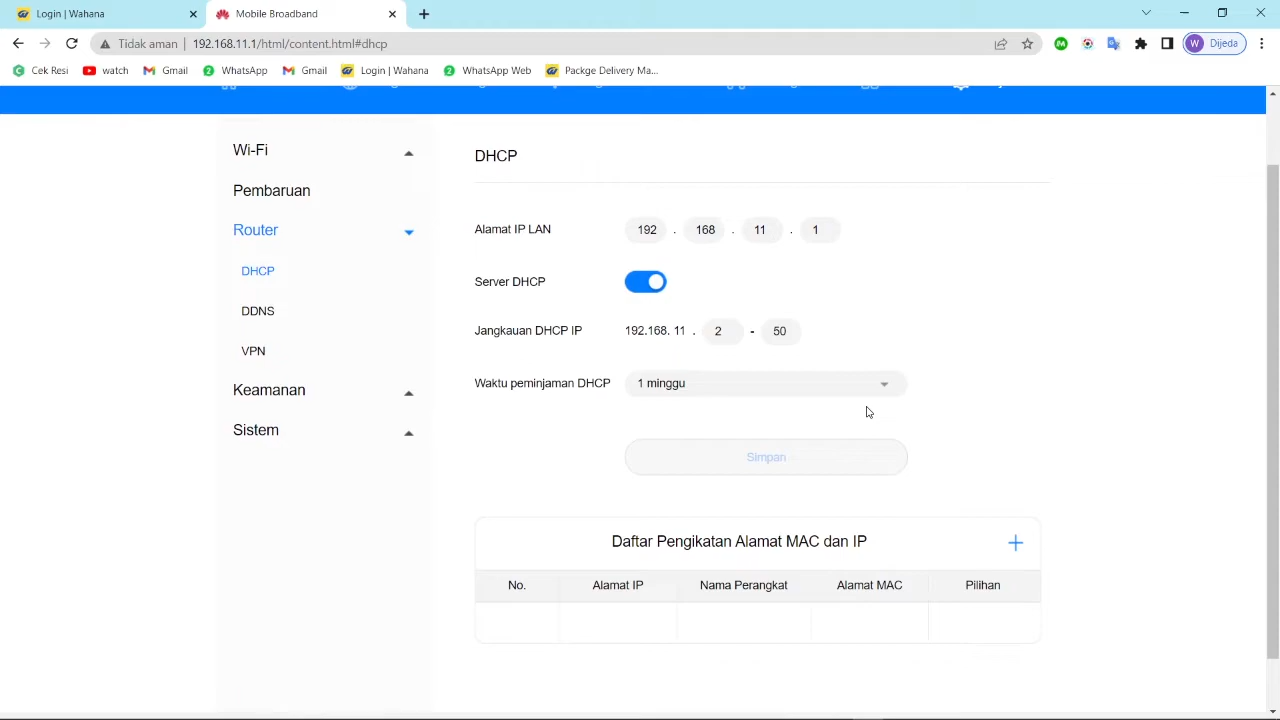 Login | Wahana
Mobile Broadband
Tidak aman | 192.168.11.1/html/content.html#dhcp
W Dijeda
Cek Resi watch Gmail WhatsApp Gmail Login | Wahana WhatsApp Web Packge Delivery Ma...
Wi-Fi
Pembaruan
Router
DHCP
DDNS
VPN
Keamanan
Sistem
DHCP
Alamat IP LAN 192 . 168 . 11 . 1
Server DHCP
Jangkauan DHCP IP 192.168. 11 . 2 - 50
Waktu peminjaman DHCP 1 minggu
Simpan
Daftar Pengikatan Alamat MAC dan IP
No. Alamat IP Nama Perangkat Alamat MAC Pilihan